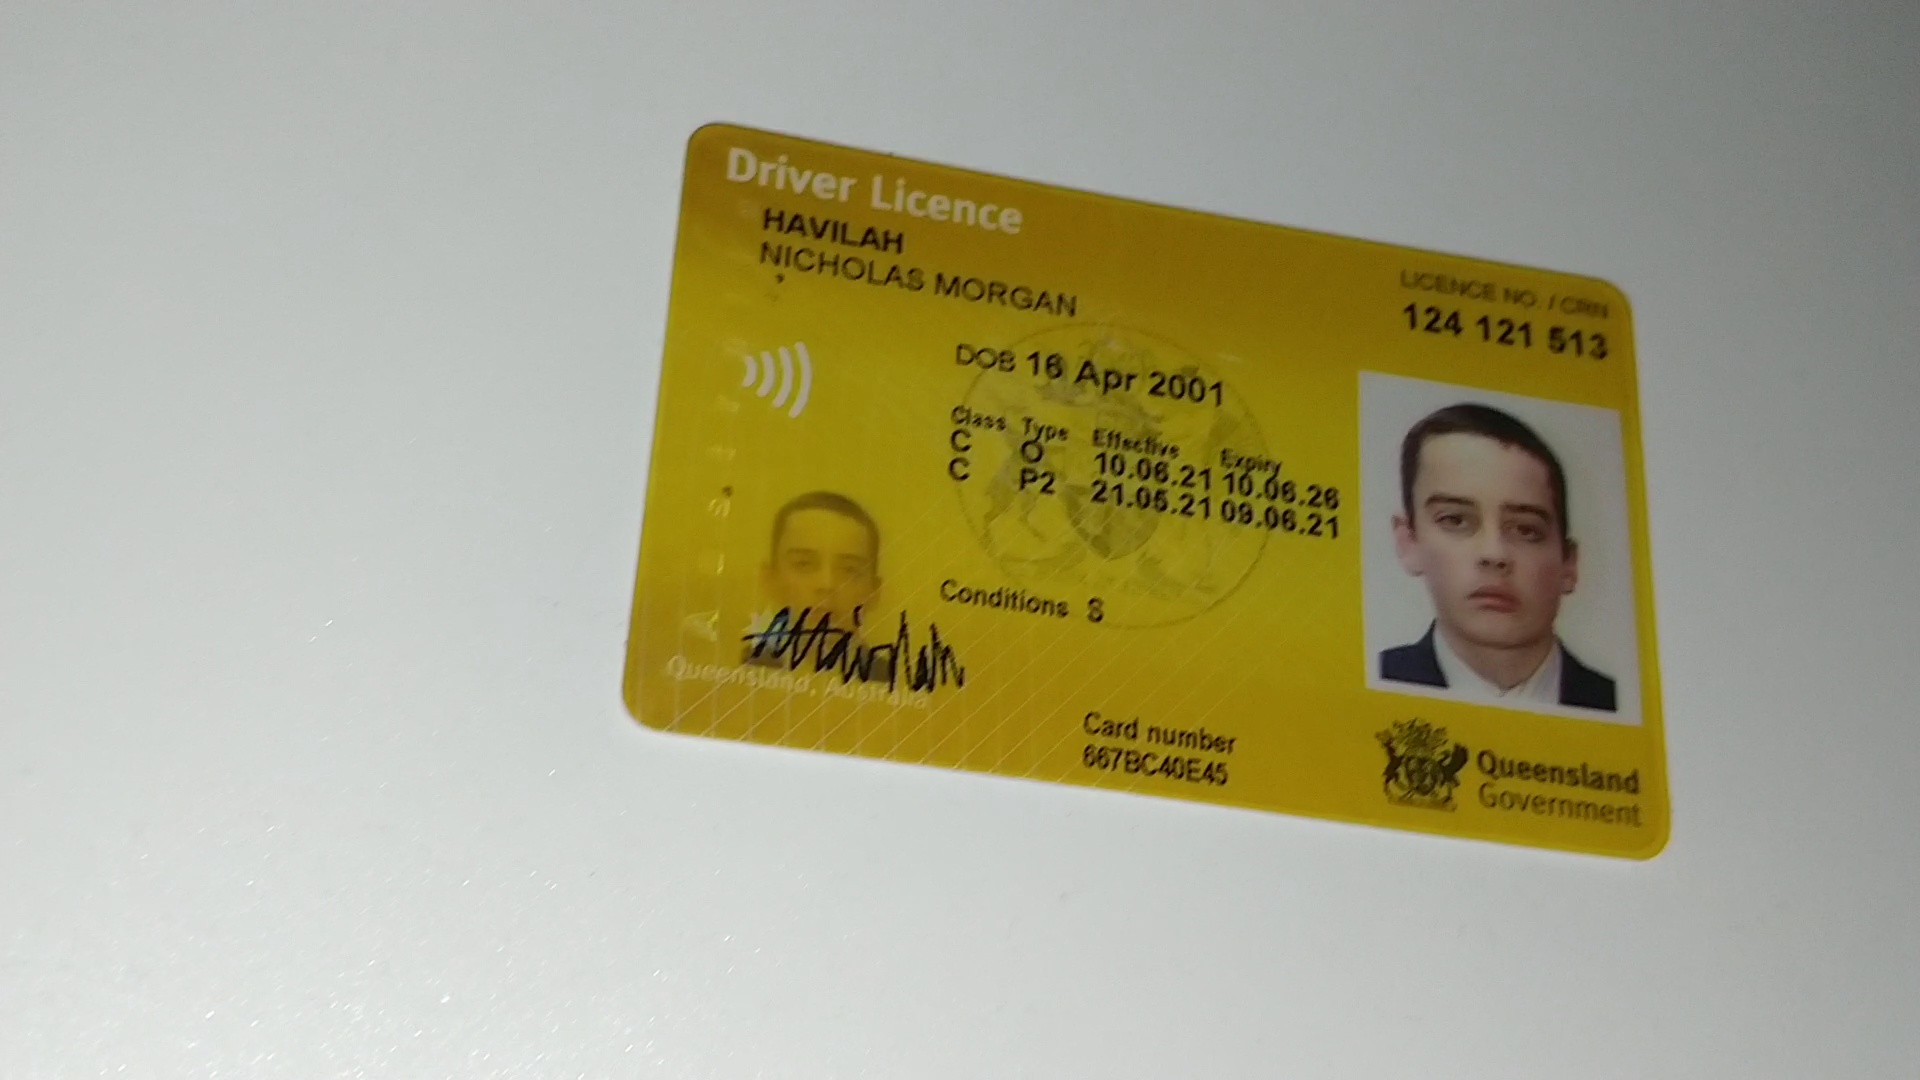 Driver Licence
HAVILAH
NICHOLAS MORGAN
LICENCE NO. / CRN
124 121 513
DOB 16 Apr 2001
Class Type Effective Expiry
C O 10.06.21 10.06.26
C P2 21.05.21 09.06.21
Conditions S
Queensland, Australia
Card number
667BC40E45
Queensland
Government